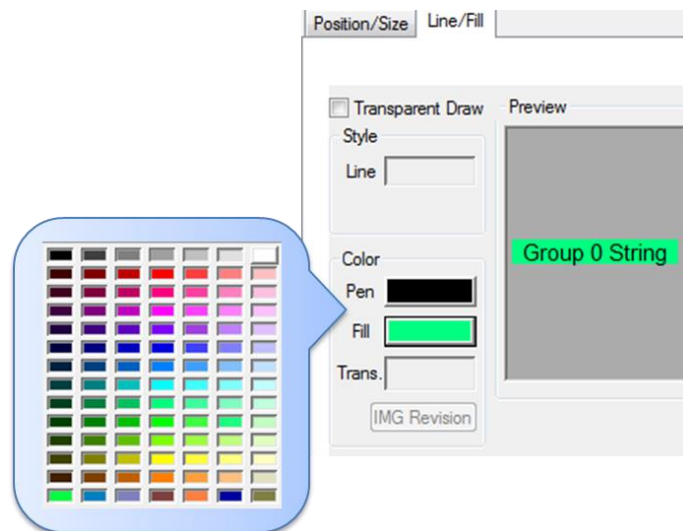 Position/Size
Line/Fill
Transparent Draw
Preview
Style
Line
Group 0 String
Color
Pen
Fill
Trans.
IMG Revision